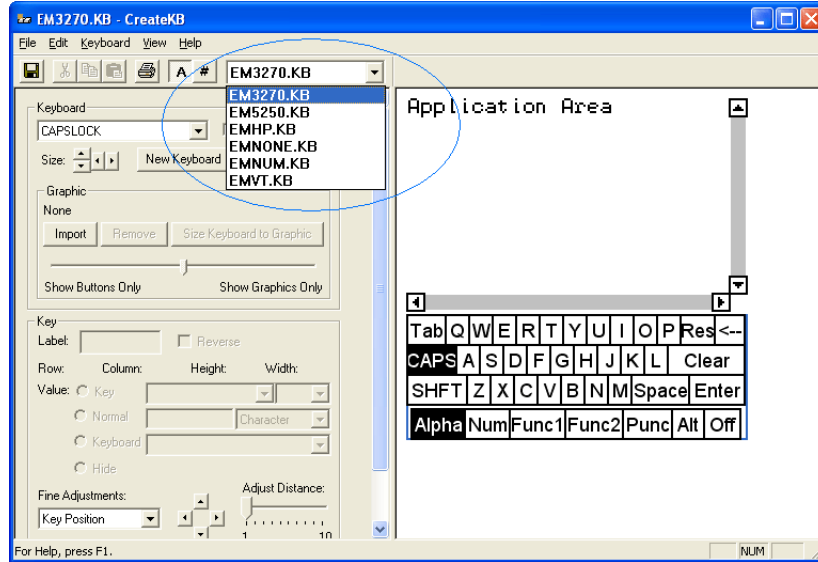 EM3270.KB - CreateKB
File Edit Keyboard View Help
A # EM3270.KB
EM3270.KB
EM5250.KB
EMHP.KB
EMNONE.KB
EMNUM.KB
EMVT.KB
Keyboard
CAPSLOCK
Size: New Keyboard
Graphic
None
Import Remove Size Keyboard to Graphic
Show Buttons Only Show Graphics Only
Key
Label: Reverse
Row: Column: Height: Width:
Value: Key
Normal Character
Keyboard
Hide
Fine Adjustments: Adjust Distance:
Key Position
1 10
Application Area
Tab Q W E R T Y U I O P Res <--
CAPS A S D F G H J K L Clear
SHFT Z X C V B N M Space Enter
Alpha Num Func1 Func2 Punc Alt Off
For Help, press F1. NUM